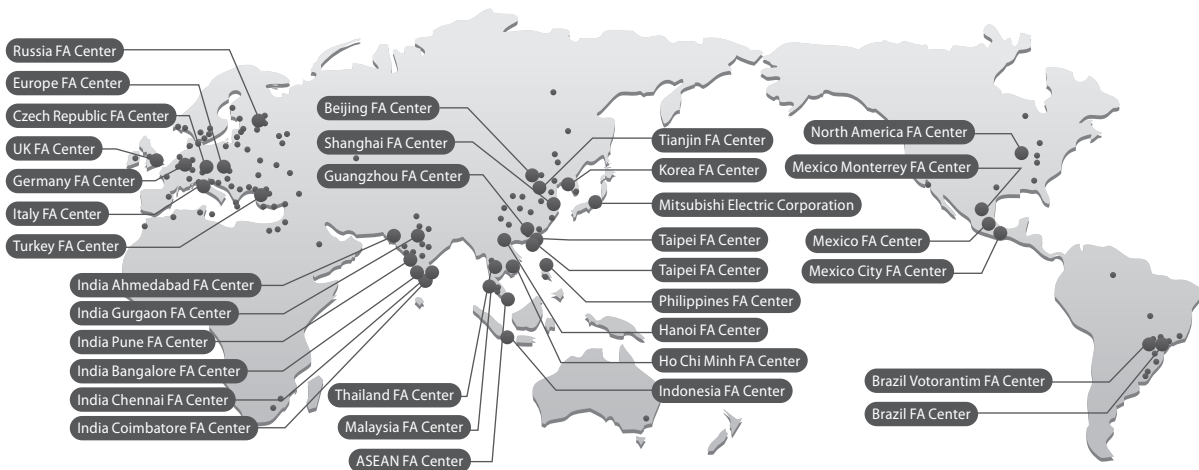 Russia FA Center
Europe FA Center
Czech Republic FA Center
UK FA Center
Germany FA Center
Italy FA Center
Turkey FA Center
India Ahmedabad FA Center
India Gurgaon FA Center
India Pune FA Center
India Bangalore FA Center
India Chennai FA Center
India Coimbatore FA Center
Beijing FA Center
Shanghai FA Center
Guangzhou FA Center
Thailand FA Center
Malaysia FA Center
ASEAN FA Center
Tianjin FA Center
Korea FA Center
Mitsubishi Electric Corporation
Taipei FA Center
Taipei FA Center
Philippines FA Center
Hanoi FA Center
Ho Chi Minh FA Center
Indonesia FA Center
North America FA Center
Mexico Monterrey FA Center
Mexico FA Center
Mexico City FA Center
Brazil Votorantim FA Center
Brazil FA Center